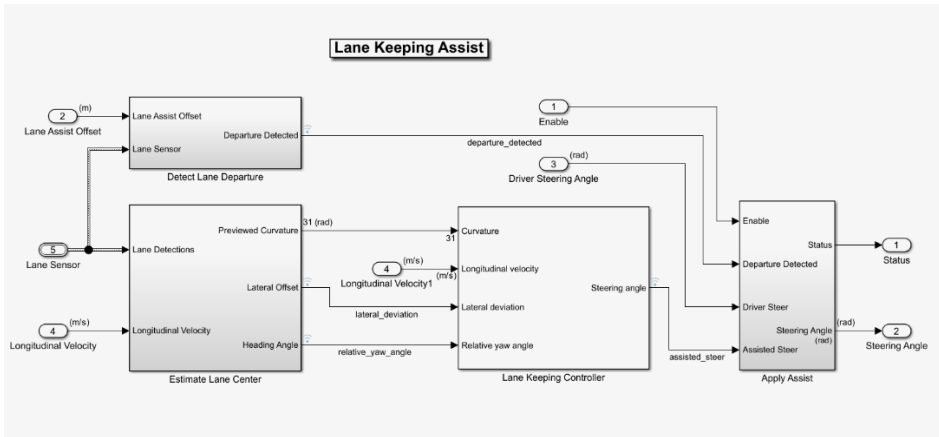 Lane Keeping Assist
2
(m)
Lane Assist Offset
Lane Assist Offset
Lane Sensor
Departure Detected
Detect Lane Departure
departure_detected
1
Enable
3
(rad)
Driver Steering Angle
5
Lane Sensor
4
(m/s)
Longitudinal Velocity
Lane Detections
Longitudinal Velocity
Previewed Curvature
Lateral Offset
Heading Angle
Estimate Lane Center
31 (rad)
31
4
(m/s)
(m/s)
Longitudinal Velocity1
lateral_deviation
relative_yaw_angle
Curvature
Longitudinal velocity
Lateral deviation
Relative yaw angle
Steering angle
Lane Keeping Controller
assisted_steer
Enable
Departure Detected
Driver Steer
Assisted Steer
Status
Steering Angle
(rad)
Apply Assist
1
Status
(rad)
2
Steering Angle